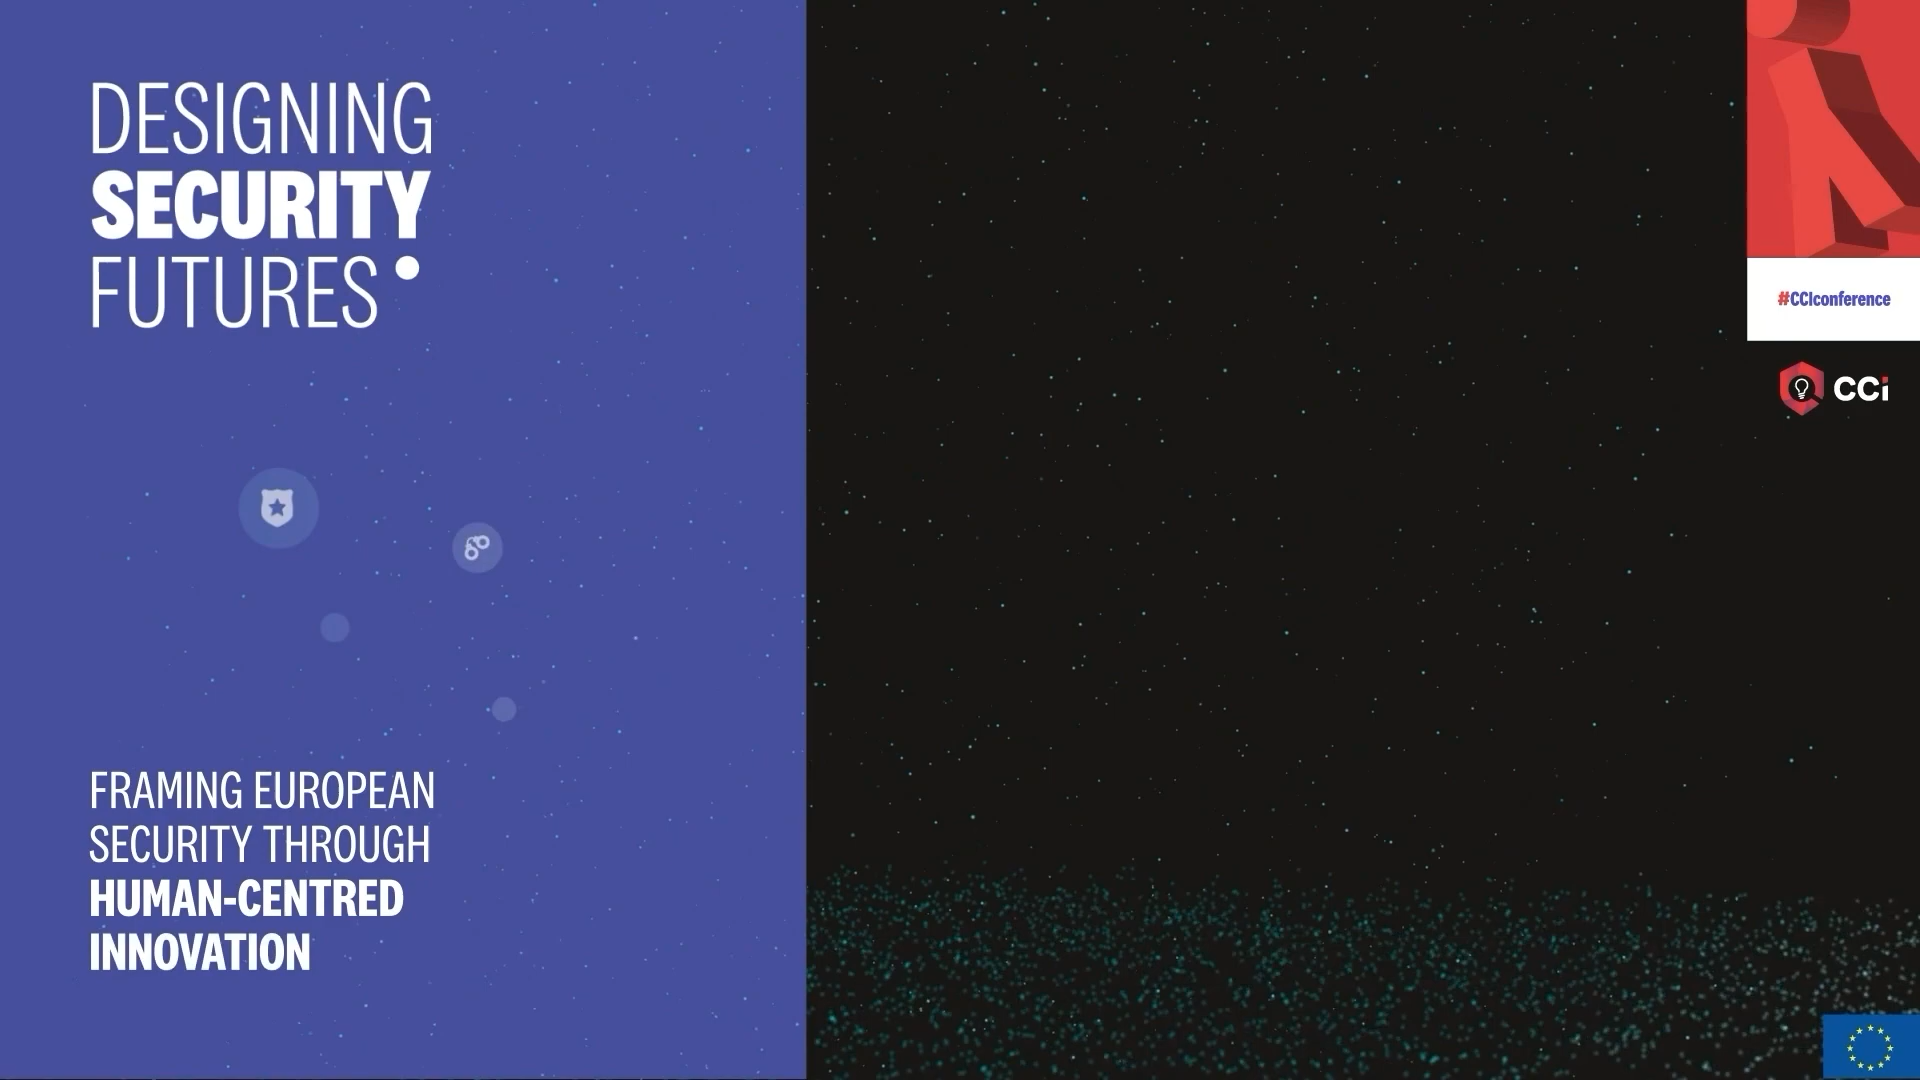 DESIGNING
SECURITY
FUTURES
FRAMING EUROPEAN
SECURITY THROUGH
HUMAN-CENTRED
INNOVATION
#CCIconference
CCi